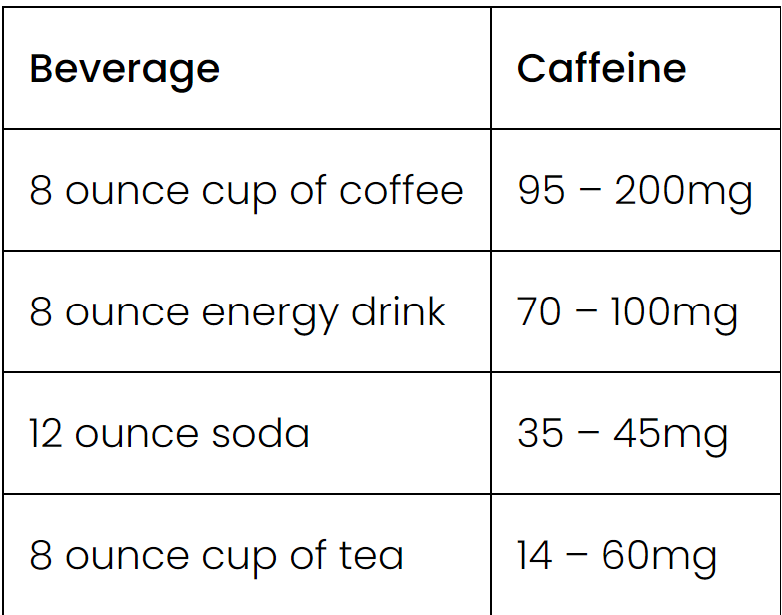 Beverage Caffeine
8 ounce cup of coffee 95 – 200mg
8 ounce energy drink 70 – 100mg
12 ounce soda 35 – 45mg
8 ounce cup of tea 14 – 60mg